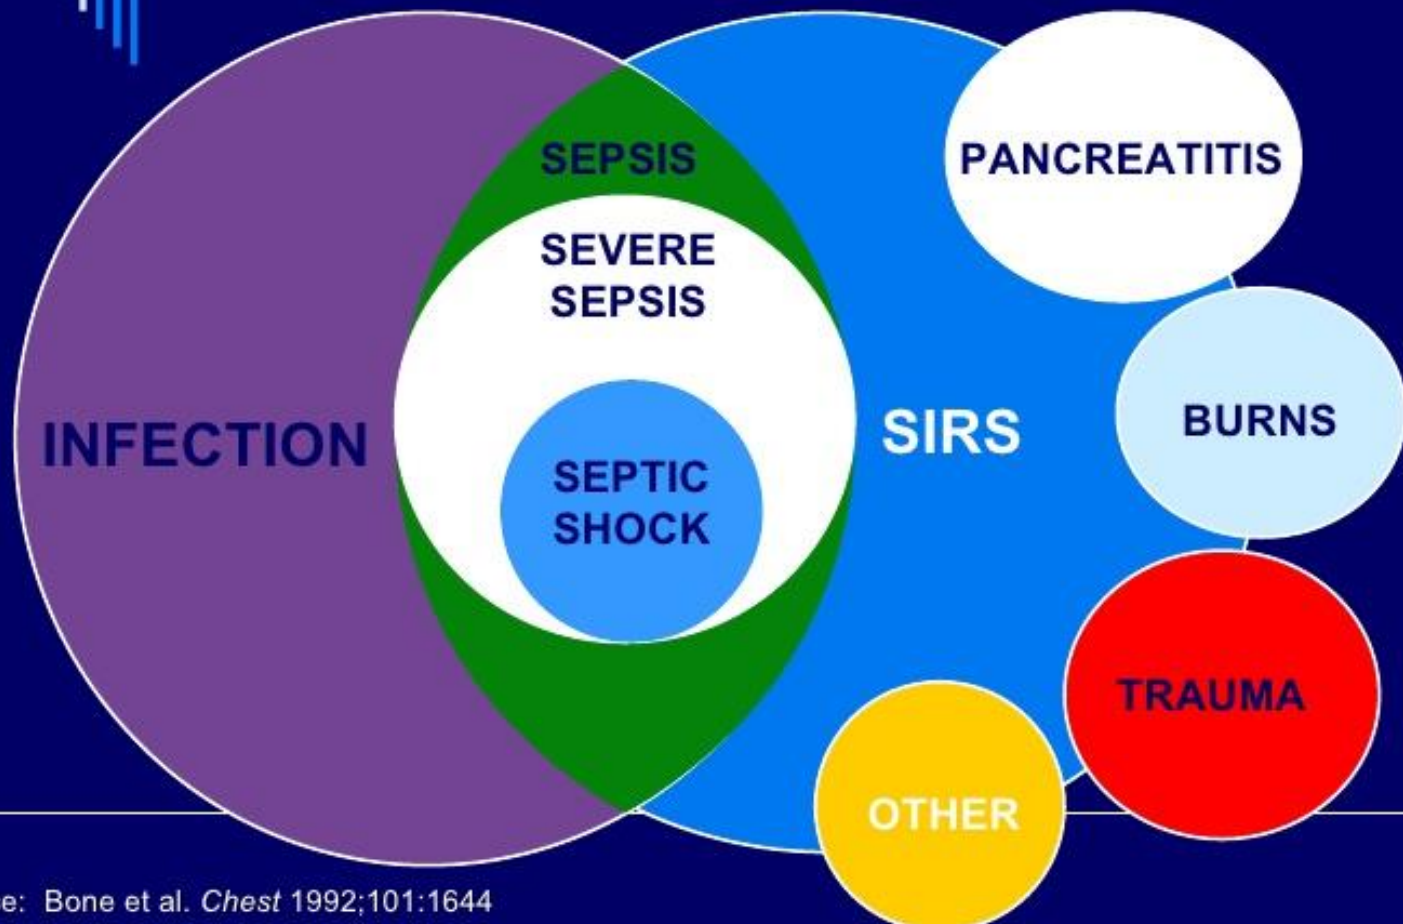 SEPSIS
PANCREATITIS
SEVERE
SEPSIS
BURNS
INFECTION
SIRS
SEPTIC
SHOCK
TRAUMA
OTHER
e: Bone et al. Chest 1992;101:1644